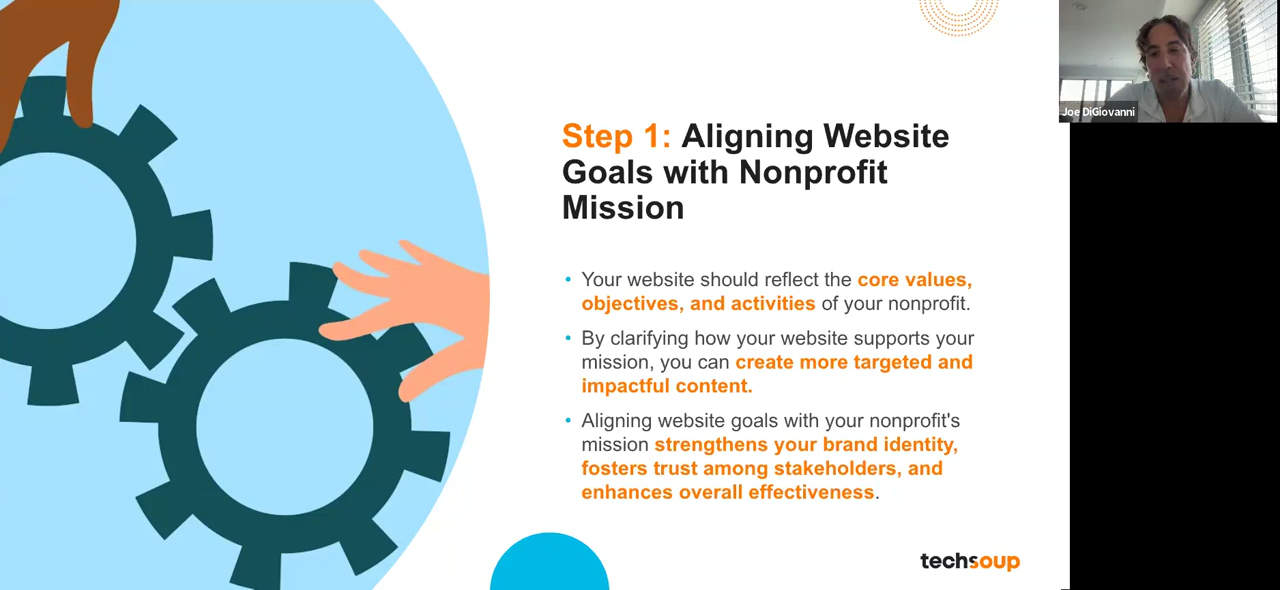 Step 1: Aligning Website
Goals with Nonprofit
Mission
• Your website should reflect the core values,
objectives, and activities of your nonprofit.
• By clarifying how your website supports your
mission, you can create more targeted and
impactful content.
• Aligning website goals with your nonprofit's
mission strengthens your brand identity,
fosters trust among stakeholders, and
enhances overall effectiveness.
techsoup
Joe DiGiovanni